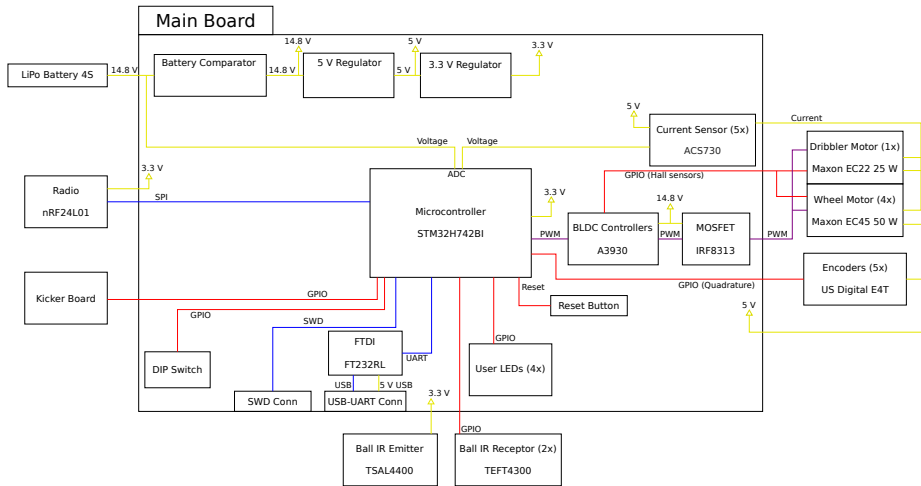 Main Board
14.8 V
5 V
3.3 V
LiPo Battery 4S
14.8 V
Battery Comparator
14.8 V
5 V Regulator
5 V
3.3 V Regulator
5 V
Current Sensor (5x)
ACS730
Current
Voltage
Voltage
ADC
Dribbler Motor (1x)
Maxon EC22 25 W
3.3 V
Radio
nRF24L01
SPI
GPIO (Hall sensors)
Microcontroller
STM32H742BI
3.3 V
14.8 V
Wheel Motor (4x)
Maxon EC45 50 W
PWM
BLDC Controllers
A3930
PWM
MOSFET
IRF8313
PWM
Encoders (5x)
US Digital E4T
Kicker Board
GPIO
GPIO
Reset
GPIO (Quadrature)
Reset Button
5 V
SWD
FTDI
FT232RL
UART
GPIO
User LEDs (4x)
DIP Switch
USB
5 V USB
SWD Conn
USB-UART Conn
3.3 V
GPIO
Ball IR Emitter
TSAL4400
Ball IR Receptor (2x)
TEFT4300